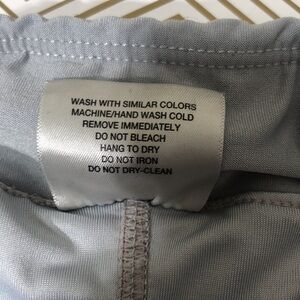 WASH WITH SIMILAR COLORS
MACHINE/HAND WASH COLD
REMOVE IMMEDIATELY
DO NOT BLEACH
HANG TO DRY
DO NOT IRON
DO NOT DRY-CLEAN